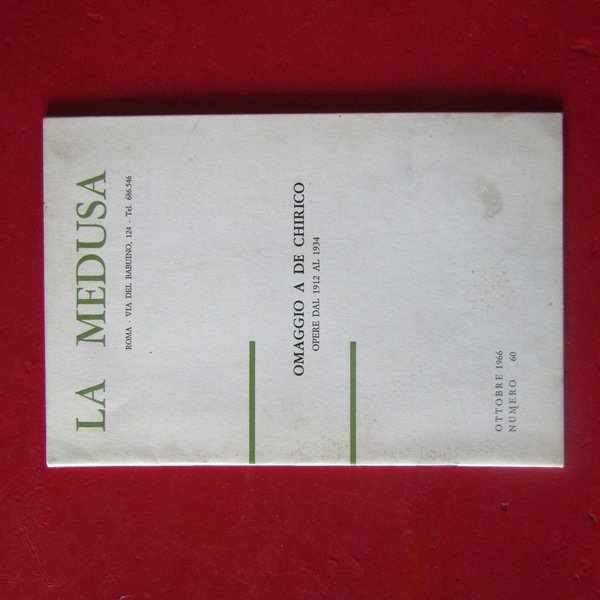 LA MEDUSA
ROMA - VIA DEL BABUINO, 124 - Tel. 686.546
OMAGGIO A DE CHIRICO
OPERE DAL 1912 AL 1934
OTTOBRE 1966
NUMERO 60